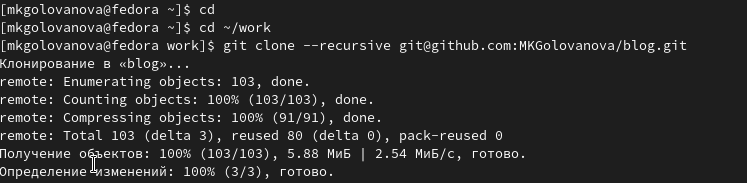 [mkgolovanova@fedora ~]$ cd
[mkgolovanova@fedora ~]$ cd ~/work
[mkgolovanova@fedora work]$ git clone --recursive git@github.com:MKGolovanova/blog.git
Клонирование в «blog»...
remote: Enumerating objects: 103, done.
remote: Counting objects: 100% (103/103), done.
remote: Compressing objects: 100% (91/91), done.
remote: Total 103 (delta 3), reused 80 (delta 0), pack-reused 0
Получение объектов: 100% (103/103), 5.88 МиБ | 2.54 МиБ/с, готово.
Определение изменений: 100% (3/3), готово.